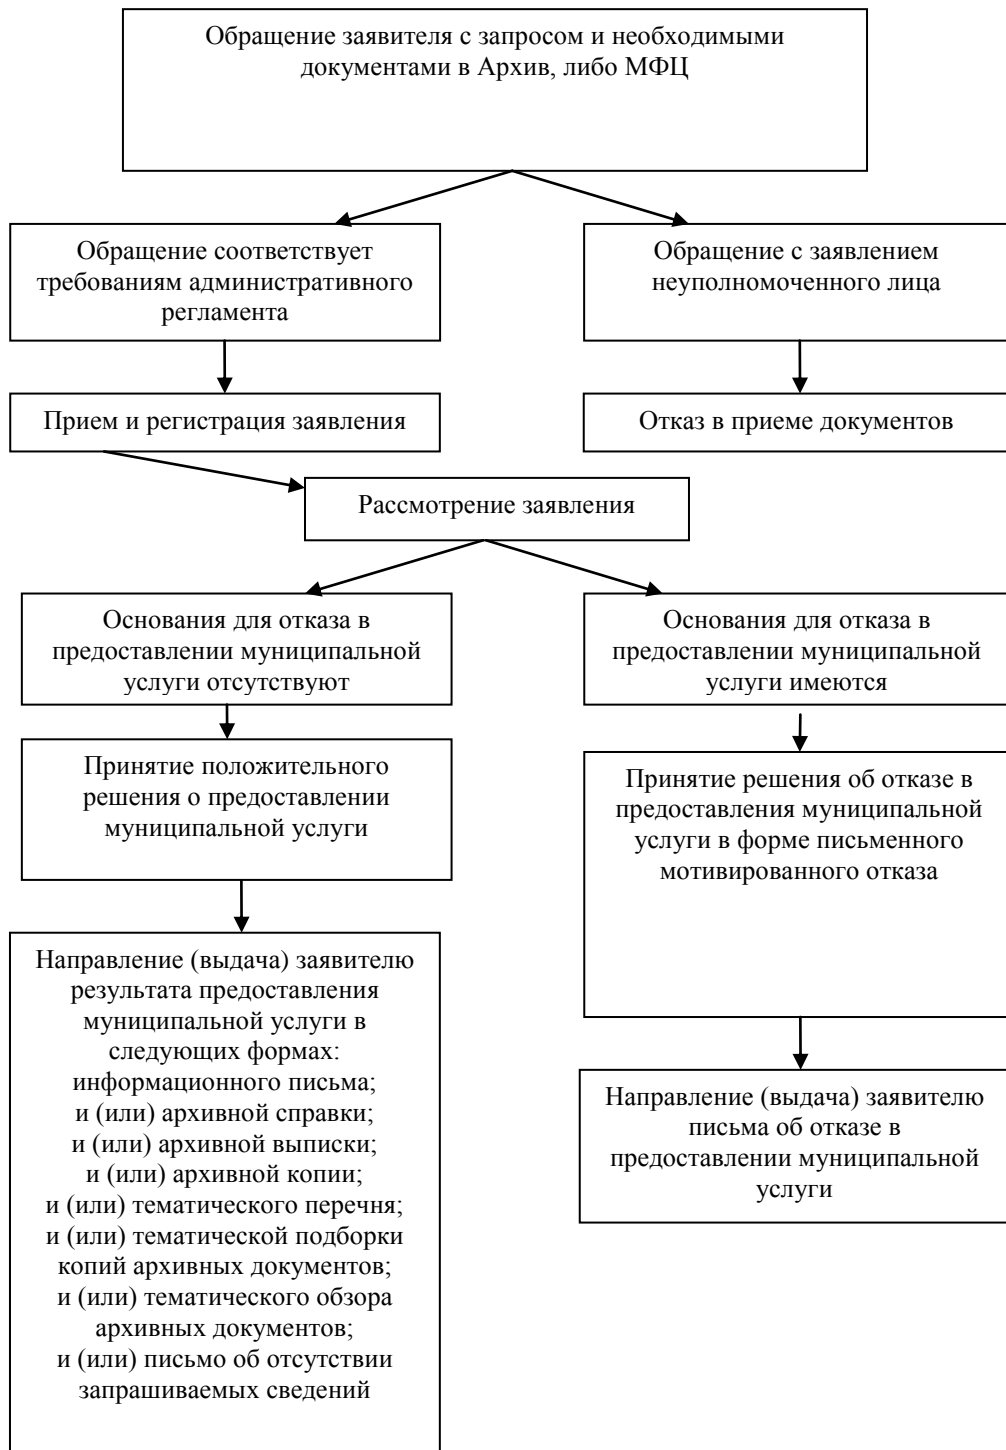 Обращение заявителя с запросом и необходимыми
документами в Архив, либо МФЦ
Обращение соответствует
требованиям административного
регламента
Обращение с заявлением
неуполномоченного лица
Прием и регистрация заявления
Отказ в приеме документов
Рассмотрение заявления
Основания для отказа в
предоставлении муниципальной
услуги отсутствуют
Основания для отказа в
предоставлении муниципальной
услуги имеются
Принятие положительного
решения о предоставлении
муниципальной услуги
Принятие решения об отказе в
предоставления муниципальной
услуги в форме письменного
мотивированного отказа
Направление (выдача) заявителю
результата предоставления
муниципальной услуги в
следующих формах:
информационного письма;
и (или) архивной справки;
и (или) архивной выписки;
и (или) архивной копии;
и (или) тематического перечня;
и (или) тематической подборки
копий архивных документов;
и (или) тематического обзора
архивных документов;
и (или) письмо об отсутствии
запрашиваемых сведений
Направление (выдача) заявителю
письма об отказе в
предоставлении муниципальной
услуги